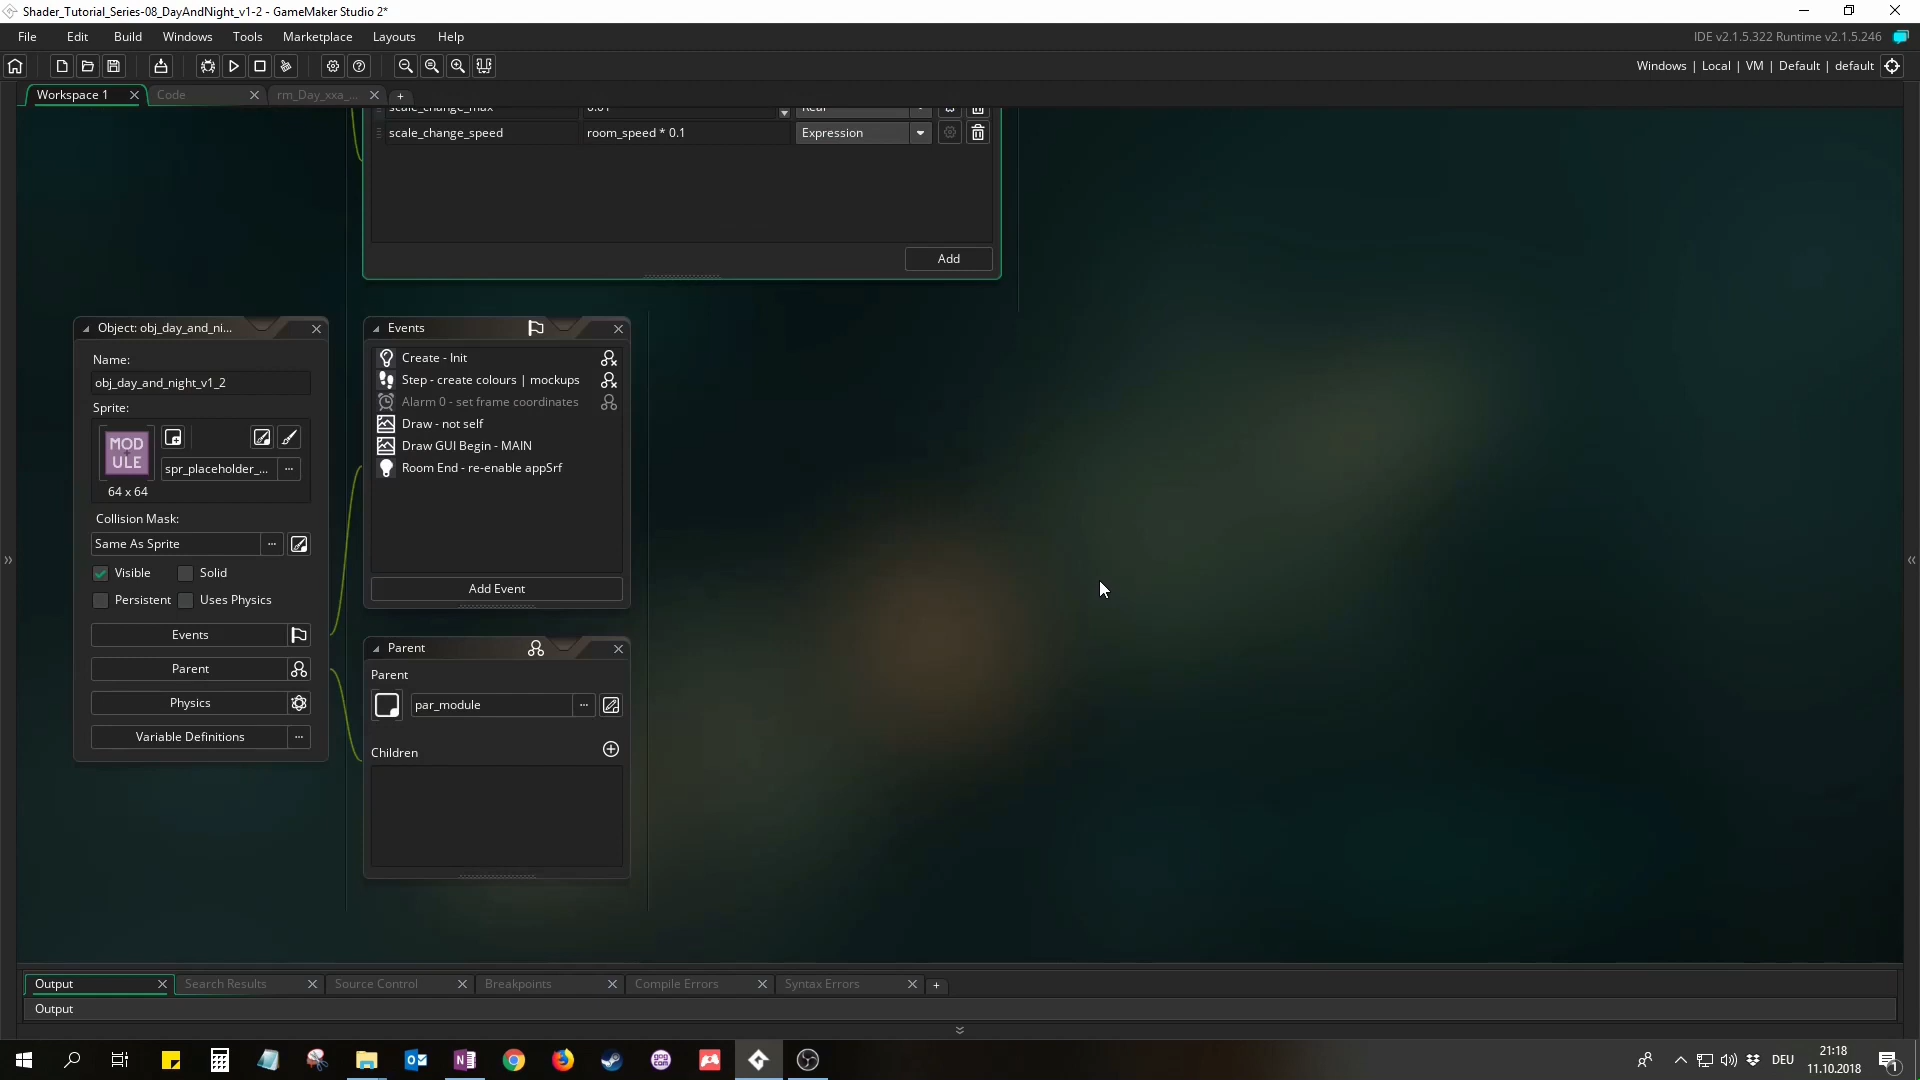 Shader_Tutorial_Series-08_DayAndNight_v1-2 - GameMaker Studio 2*
File Edit Build Windows Tools Marketplace Layouts Help
IDE v2.1.5.322 Runtime v2.1.5.246
Windows | Local | VM | Default | default
Workspace 1
Code
rm_Day_xxa_...
scale_change_max 0.01 Real
scale_change_speed room_speed * 0.1 Expression
Add
Object: obj_day_and_ni...
Name:
obj_day_and_night_v1_2
Sprite:
MOD
ULE
spr_placeholder_...
64 x 64
Collision Mask:
Same As Sprite
Visible Solid
Persistent Uses Physics
Events
Parent
Physics
Variable Definitions
Events
Create - Init
Step - create colours | mockups
Alarm 0 - set frame coordinates
Draw - not self
Draw GUI Begin - MAIN
Room End - re-enable appSrf
Add Event
Parent
Parent
par_module
Children
Output Search Results Source Control Breakpoints Compile Errors Syntax Errors
Output
DEU
21:18
11.10.2018